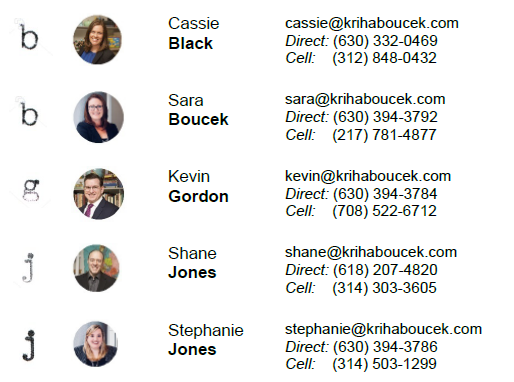 b
Cassie
Black
cassie@krihaboucek.com
Direct: (630) 332-0469
Cell: (312) 848-0432
b
Sara
Boucek
sara@krihaboucek.com
Direct: (630) 394-3792
Cell: (217) 781-4877
g
Kevin
Gordon
kevin@krihaboucek.com
Direct: (630) 394-3784
Cell: (708) 522-6712
j
Shane
Jones
shane@krihaboucek.com
Direct: (618) 207-4820
Cell: (314) 303-3605
j
Stephanie
Jones
stephanie@krihaboucek.com
Direct: (630) 394-3786
Cell: (314) 503-1299